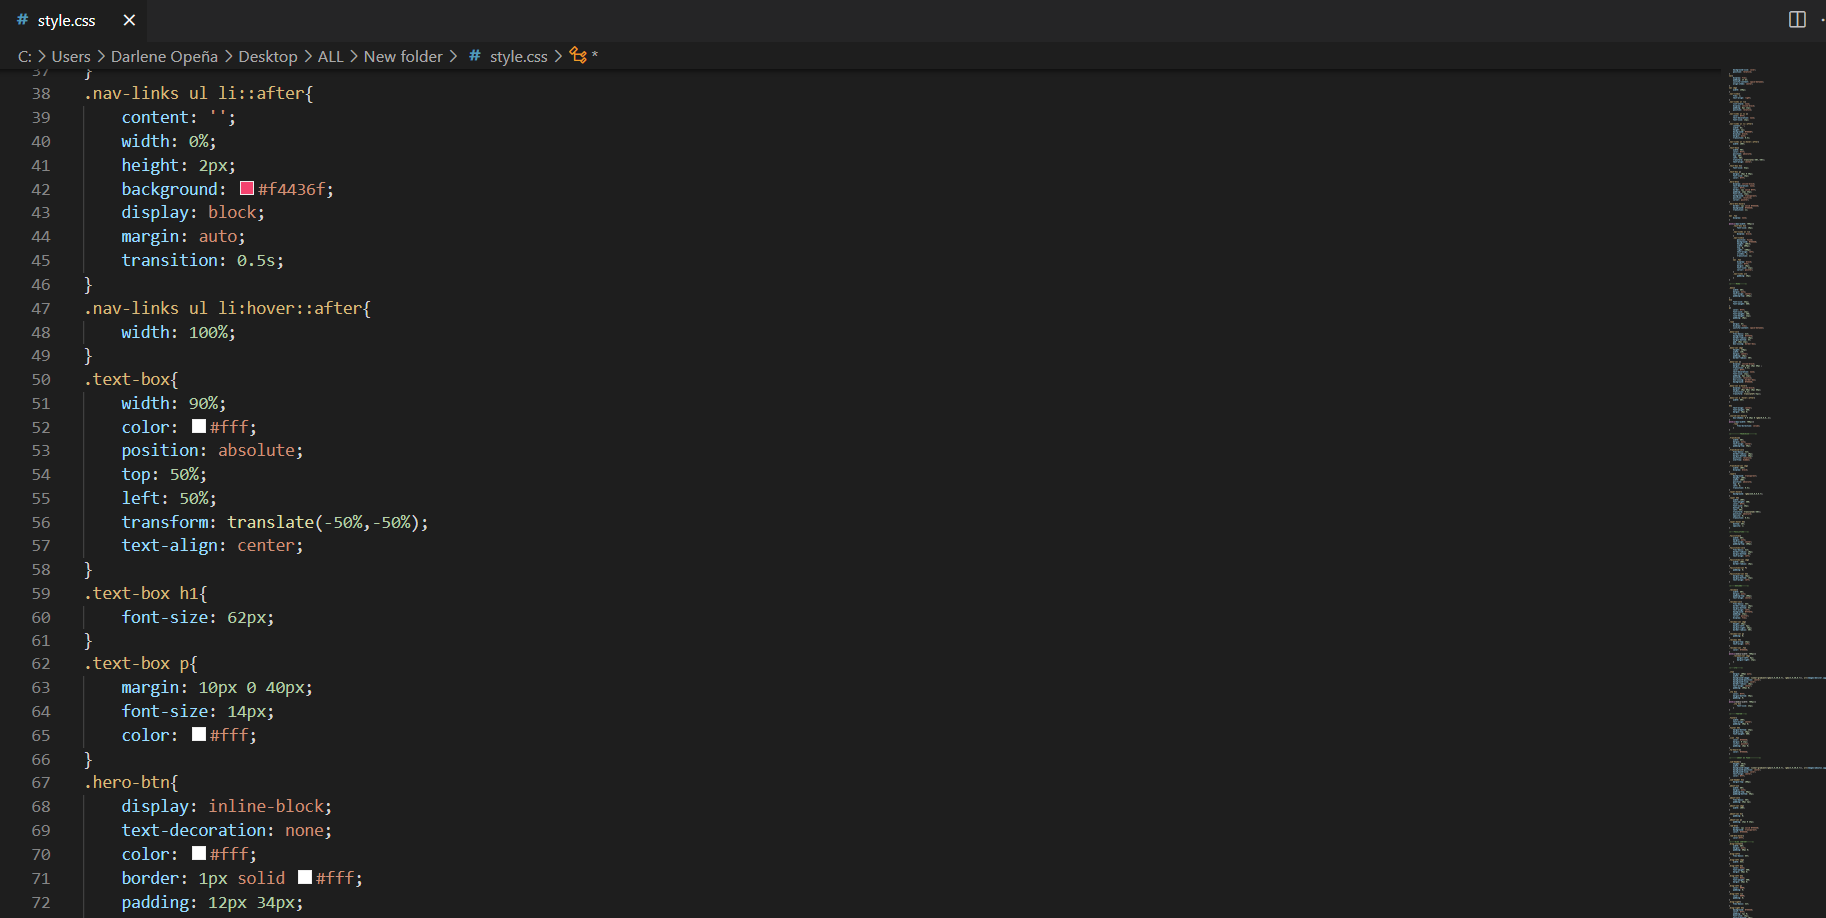 # style.css ×
C: > Users > Darlene Opeña > Desktop > ALL > New folder > # style.css > *
37 }
38 .nav-links ul li::after{
39 content: '';
40 width: 0%;
41 height: 2px;
42 background: #f4436f;
43 display: block;
44 margin: auto;
45 transition: 0.5s;
46 }
47 .nav-links ul li:hover::after{
48 width: 100%;
49 }
50 .text-box{
51 width: 90%;
52 color: #fff;
53 position: absolute;
54 top: 50%;
55 left: 50%;
56 transform: translate(-50%,-50%);
57 text-align: center;
58 }
59 .text-box h1{
60 font-size: 62px;
61 }
62 .text-box p{
63 margin: 10px 0 40px;
64 font-size: 14px;
65 color: #fff;
66 }
67 .hero-btn{
68 display: inline-block;
69 text-decoration: none;
70 color: #fff;
71 border: 1px solid #fff;
72 padding: 12px 34px;